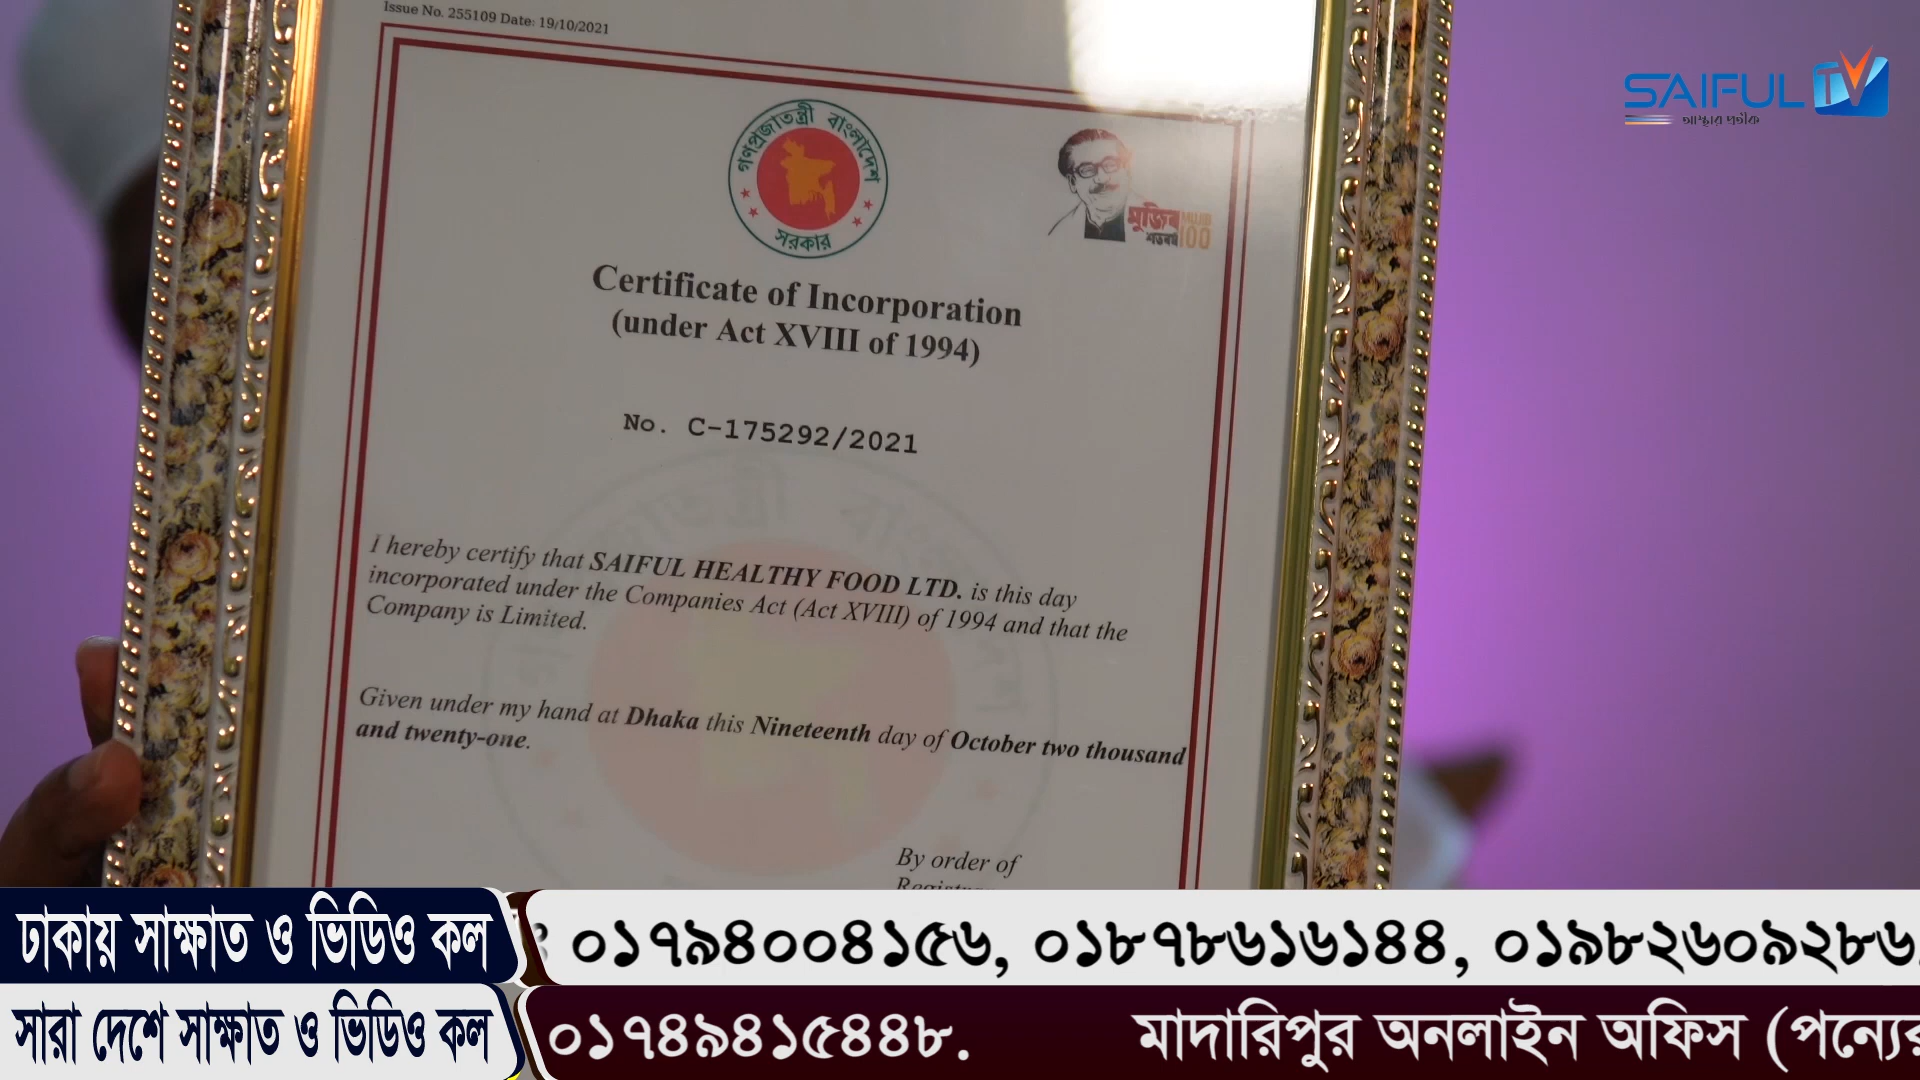 Issue No. 255109 Date: 19/10/2021
SAIFUL TV
আস্থার প্রতীক
গণপ্রজাতন্ত্রী বাংলাদেশ
সরকার
মুজিব
শতবর্ষ 100
Certificate of Incorporation
(under Act XVIII of 1994)
No. C-175292/2021
I hereby certify that SAIFUL HEALTHY FOOD LTD. is this day
incorporated under the Companies Act (Act XVIII) of 1994 and that the
Company is Limited.
Given under my hand at Dhaka this Nineteenth day of October two thousand
and twenty-one.
By order of
ঢাকায় সাক্ষাত ও ভিডিও কল
০১৭৯৪০০৪১৫৬, ০১৮৭৮৬১৬১৪৪, ০১৯৮২৬০৯২৮৬
সারা দেশে সাক্ষাত ও ভিডিও কল
০১৭৪৯৪১৫৪৪৮. মাদারিপুর অনলাইন অফিস (পন্যের